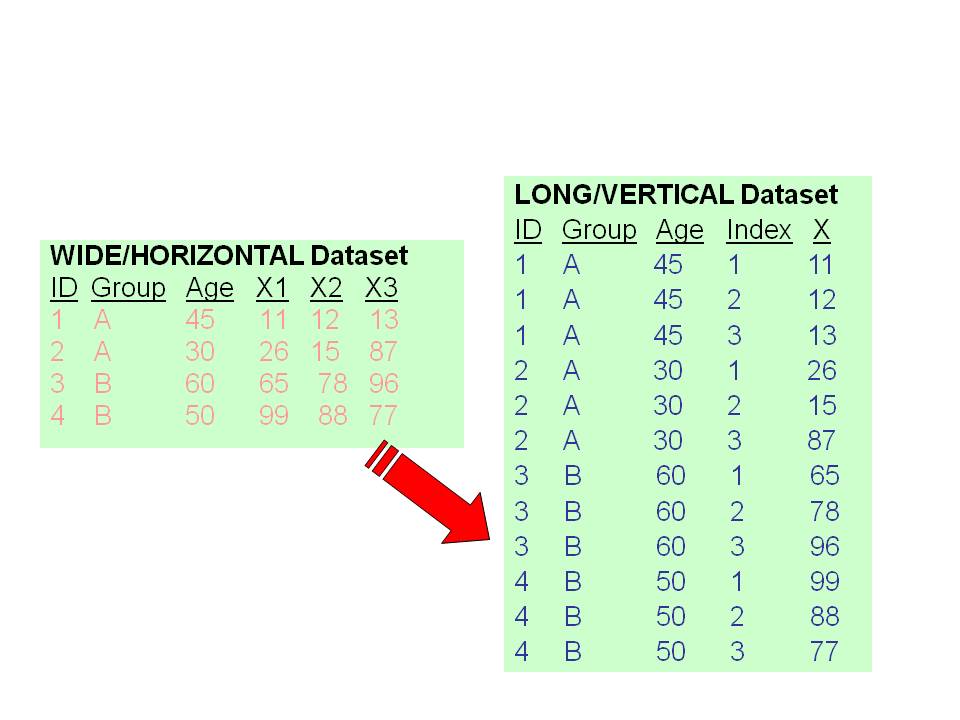 WIDE/HORIZONTAL Dataset
ID Group Age X1 X2 X3
1 A 45 11 12 13
2 A 30 26 15 87
3 B 60 65 78 96
4 B 50 99 88 77
LONG/VERTICAL Dataset
ID Group Age Index X
1 A 45 1 11
1 A 45 2 12
1 A 45 3 13
2 A 30 1 26
2 A 30 2 15
2 A 30 3 87
3 B 60 1 65
3 B 60 2 78
3 B 60 3 96
4 B 50 1 99
4 B 50 2 88
4 B 50 3 77